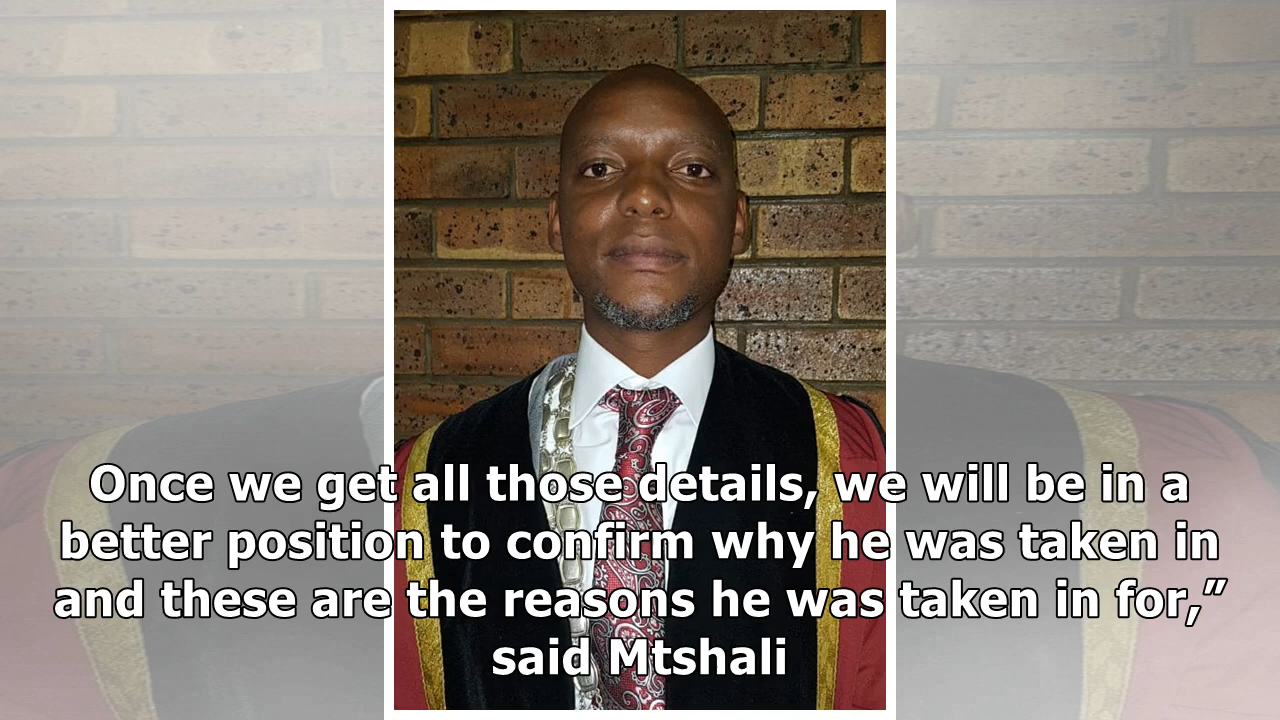 Once we get all those details, we will be in a
better position to confirm why he was taken in
and these are the reasons he was taken in for,”
said Mtshali